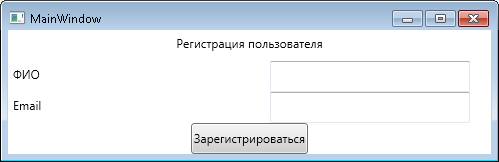 MainWindow
Регистрация пользователя
ФИО
Email
Зарегистрироваться